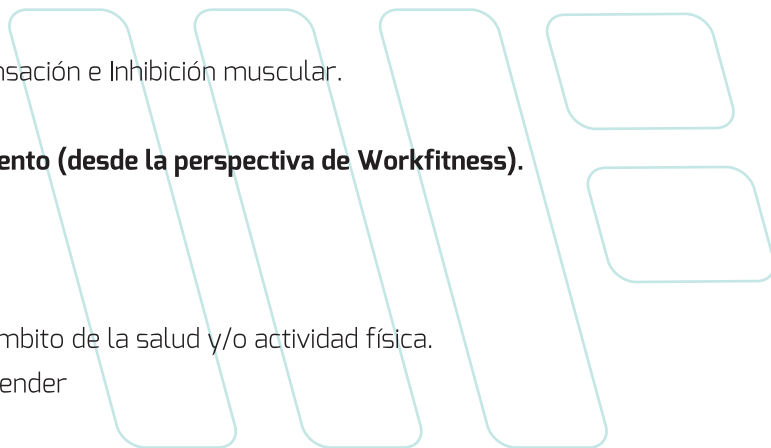 nsación e Inhibición muscular.
ento (desde la perspectiva de Workfitness).
mbito de la salud y/o actividad física.
ender